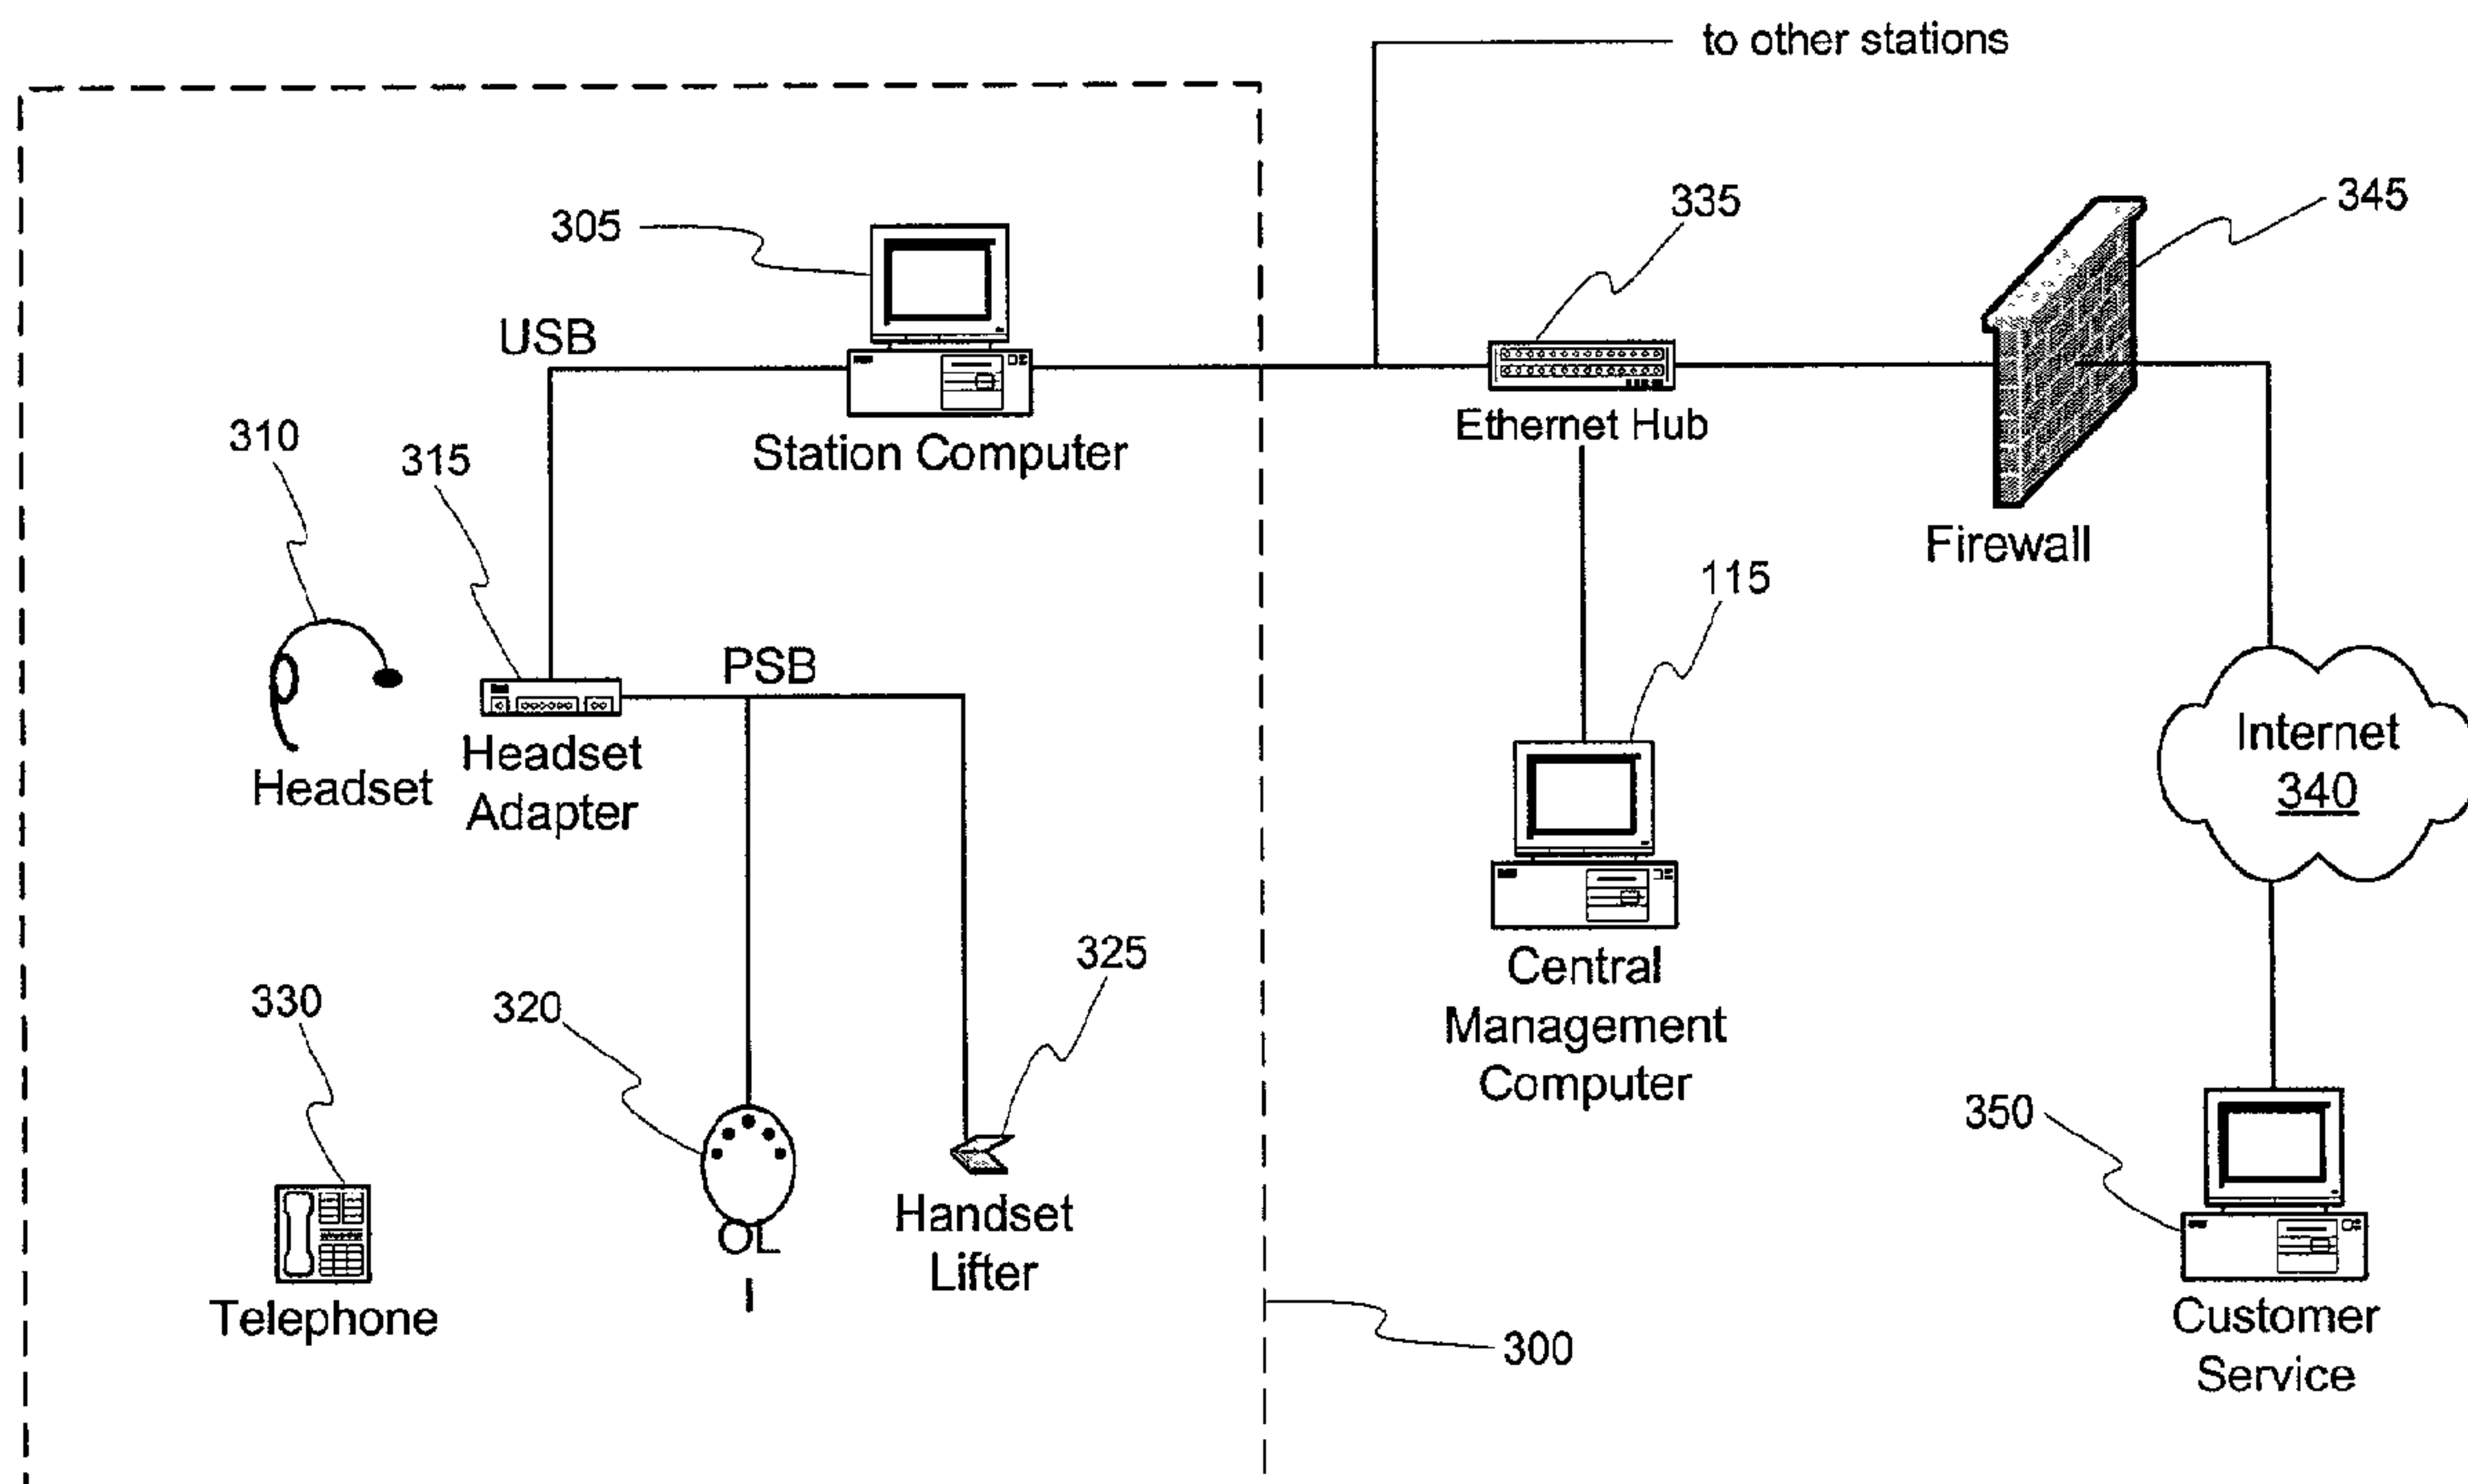 to other stations
305
335
345
USB
310
315
Station Computer
Ethernet Hub
Firewall
115
PSB
Headset
Headset
Adapter
Internet
340
330
320
325
Central
Management
Computer
350
Handset
Lifter
OL
I
Telephone
300
Customer
Service